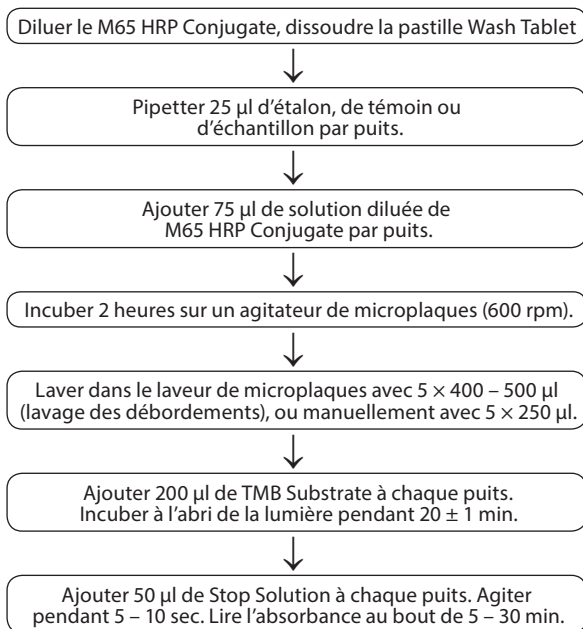 Diluer le M65 HRP Conjugate, dissoudre la pastille Wash Tablet
Pipetter 25 µl d’étalon, de témoin ou
d’échantillon par puits.
Ajouter 75 µl de solution diluée de
M65 HRP Conjugate par puits.
Incuber 2 heures sur un agitateur de microplaques (600 rpm).
Laver dans le laveur de microplaques avec 5 × 400 – 500 µl
(lavage des débordements), ou manuellement avec 5 × 250 µl.
Ajouter 200 µl de TMB Substrate à chaque puits.
Incuber à l’abri de la lumière pendant 20 ± 1 min.
Ajouter 50 µl de Stop Solution à chaque puits. Agiter
pendant 5 – 10 sec. Lire l’absorbance au bout de 5 – 30 min.